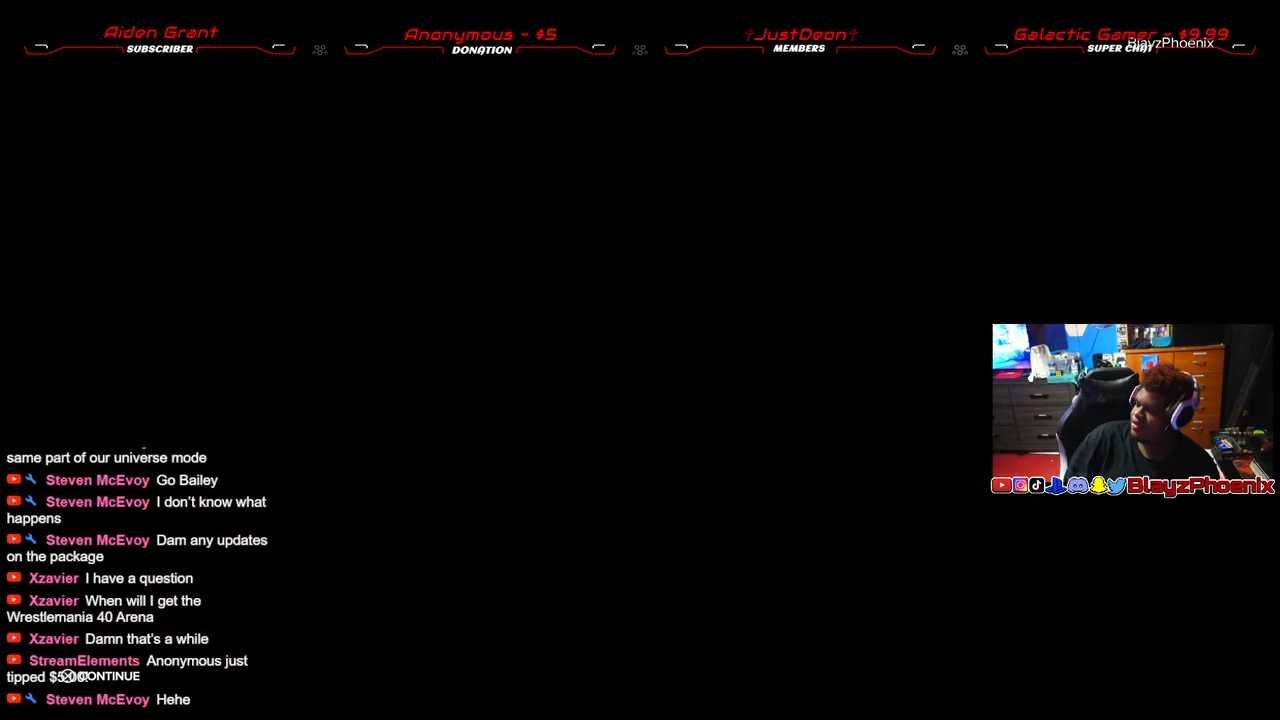 Aiden Grant
SUBSCRIBER
Anonymous - $5
DONATION
†JustDeon†
MEMBERS
Galactic Gamer - $9.99
SUPER CHAT
BlayzPhoenix
same part of our universe mode
Steven McEvoy Go Bailey
Steven McEvoy I don't know what
happens
Steven McEvoy Dam any updates
on the package
Xzavier I have a question
Xzavier When will I get the
Wrestlemania 40 Arena
Xzavier Damn that's a while
StreamElements Anonymous just
tipped $5.00!
CONTINUE
Steven McEvoy Hehe
BlayzPhoenix